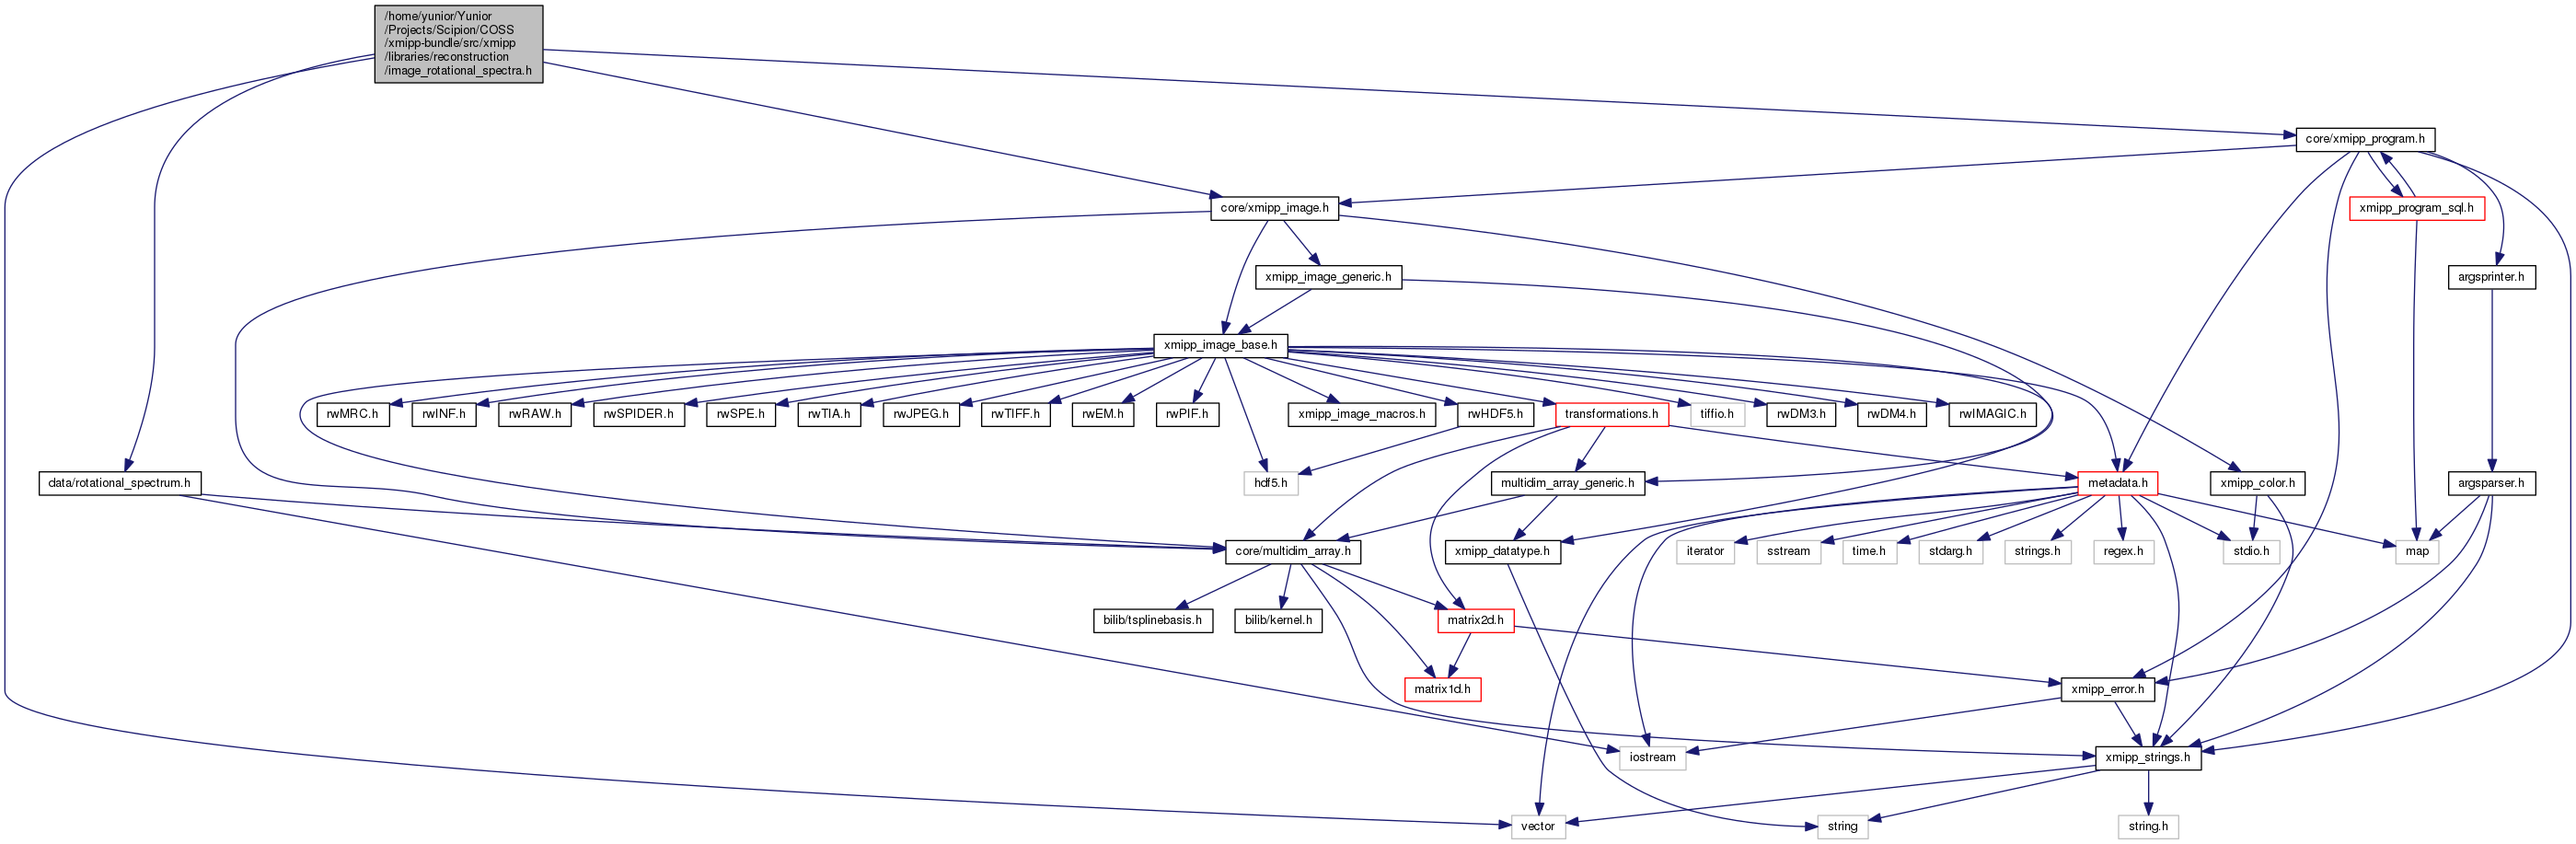 /home/yunior/Yunior
/Projects/Scipion/COSS
/xmipp-bundle/src/xmipp
/libraries/reconstruction
/image_rotational_spectra.h
core/xmipp_program.h
core/xmipp_image.h
xmipp_program_sql.h
xmipp_image_generic.h
argsprinter.h
xmipp_image_base.h
rwMRC.h
rwINF.h
rwRAW.h
rwSPIDER.h
rwSPE.h
rwTIA.h
rwJPEG.h
rwTIFF.h
rwEM.h
rwPIF.h
xmipp_image_macros.h
rwHDF5.h
transformations.h
tiffio.h
rwDM3.h
rwDM4.h
rwIMAGIC.h
data/rotational_spectrum.h
hdf5.h
multidim_array_generic.h
metadata.h
xmipp_color.h
argsparser.h
core/multidim_array.h
xmipp_datatype.h
iterator
sstream
time.h
stdarg.h
strings.h
regex.h
stdio.h
map
bilib/tsplinebasis.h
bilib/kernel.h
matrix2d.h
matrix1d.h
xmipp_error.h
iostream
xmipp_strings.h
vector
string
string.h